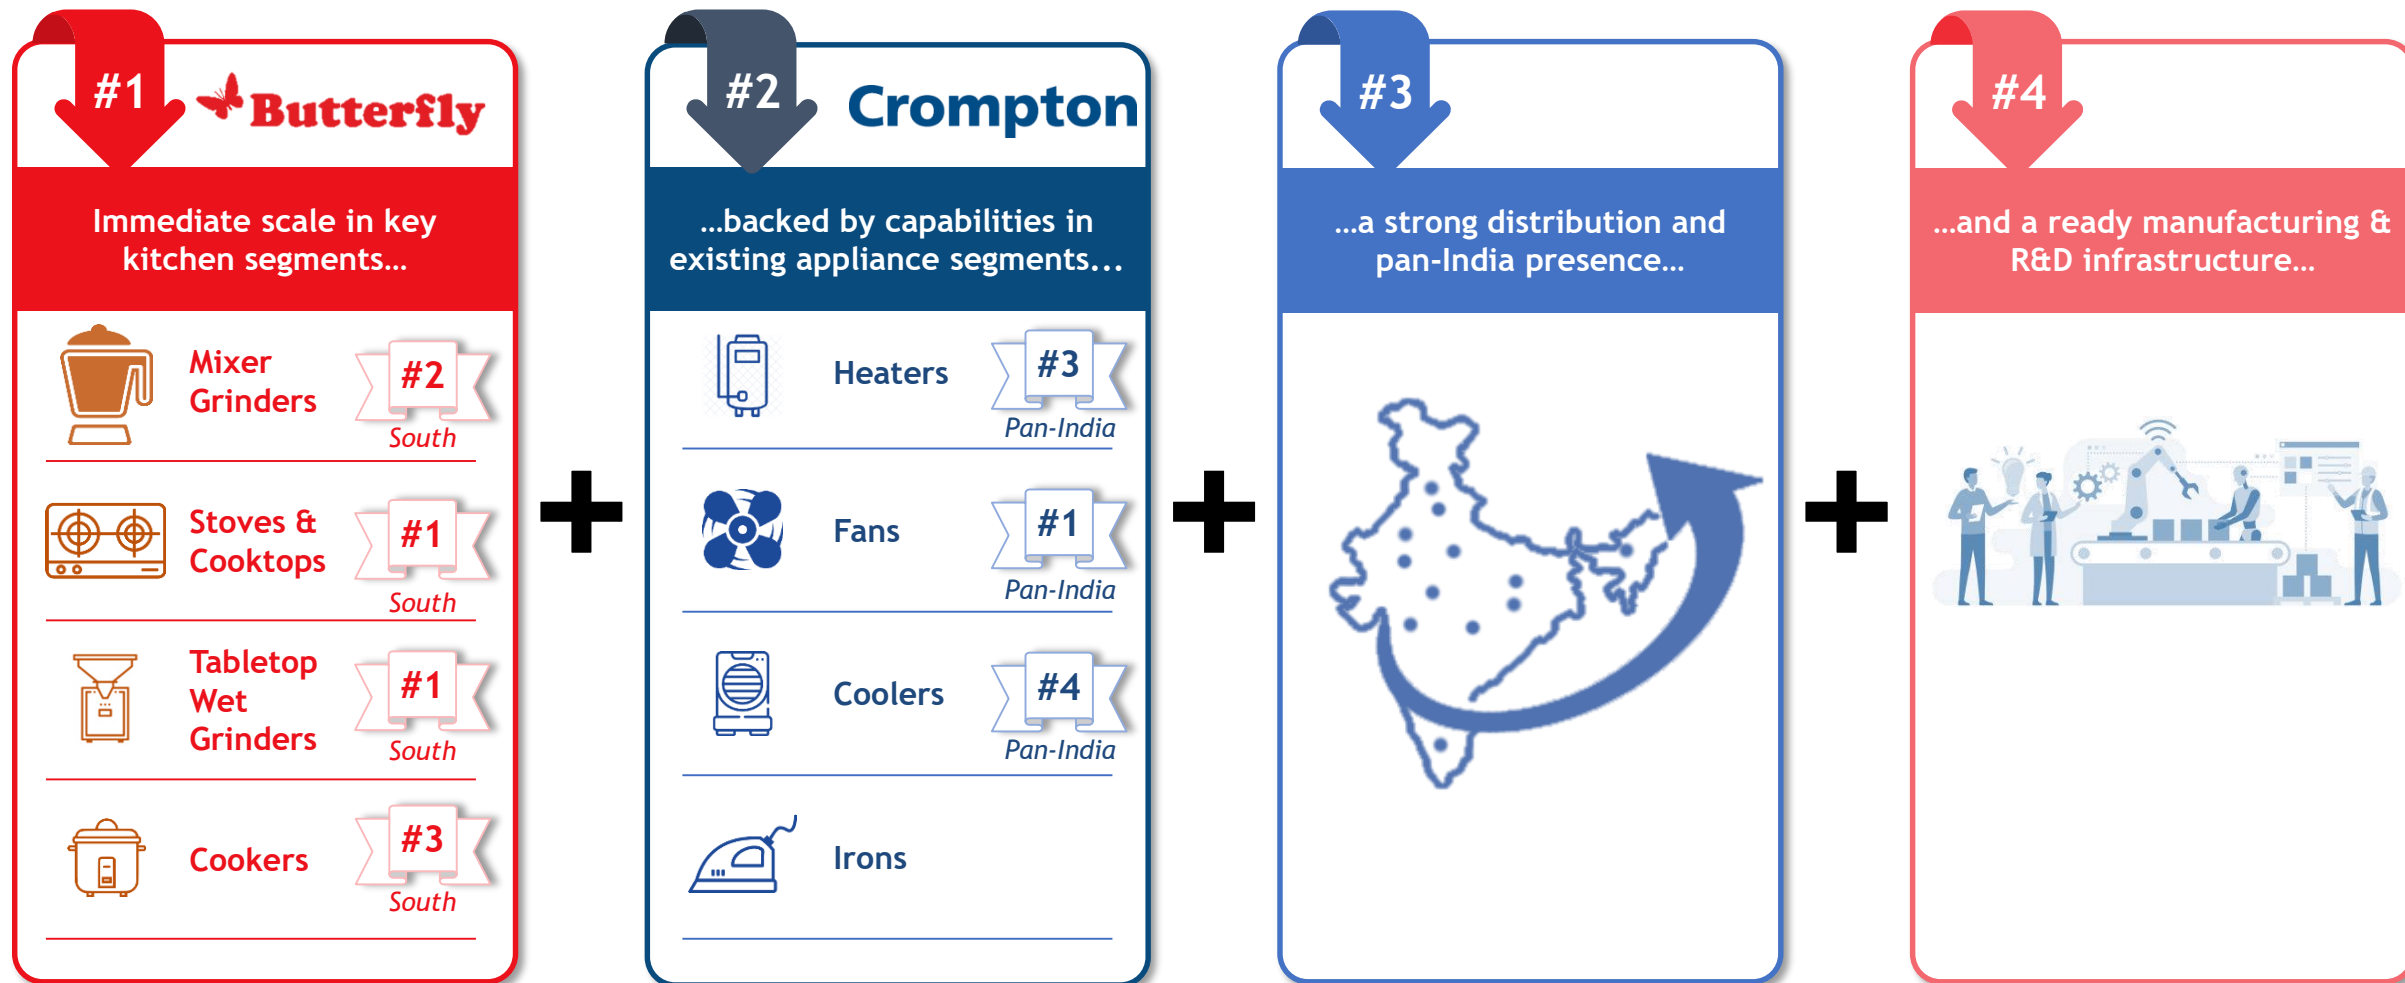 #1
Butterfly
Immediate scale in key
kitchen segments...
Mixer
Grinders
#2
South
Stoves &
Cooktops
#1
South
Tabletop
Wet
Grinders
#1
South
Cookers
#3
South
#2
Crompton
...backed by capabilities in
existing appliance segments...
Heaters
#3
Pan-India
Fans
#1
Pan-India
Coolers
#4
Pan-India
Irons
#3
...a strong distribution and
pan-India presence...
#4
...and a ready manufacturing &
R&D infrastructure...